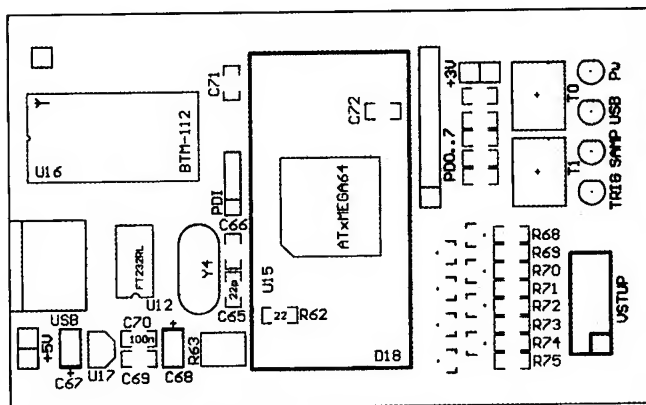 Y
U16
BTM-112
C71
C72
+3V
PD0..7
T0
T1
Pw
USB
SAMP
TRIG
PDI
C66
ATxMEGA64
FT232RL
U12
Y4
22p
C65
U15
22
R62
USB
+5V
C67
U17
C70
100n
C69
C68
R63
D18
R68
R69
R70
R71
R72
R73
R74
R75
VSTUP
+
+
+
+